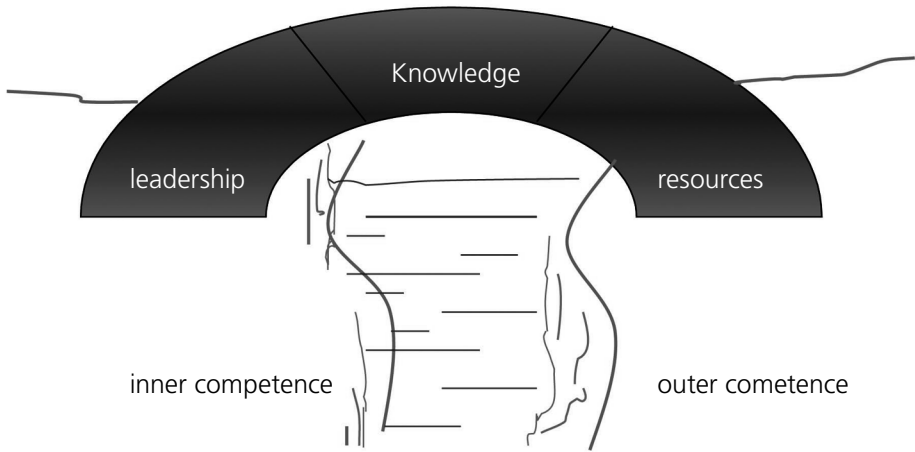 Knowledge
leadership
resources
inner competence
outer cometence